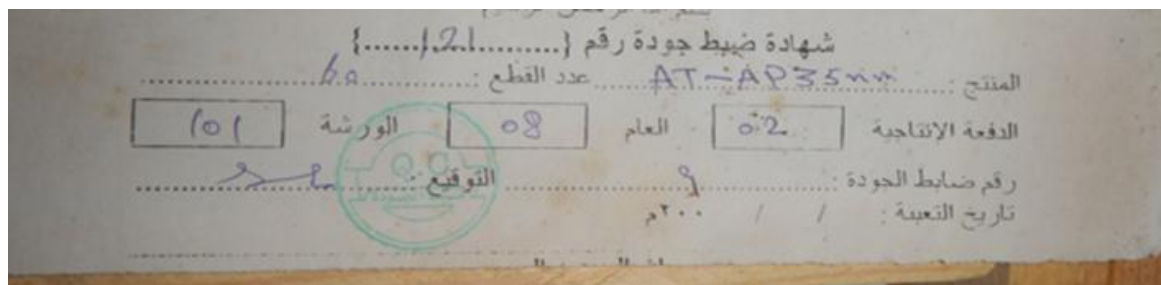 شهادة ضبط جودة رقم {.........121.........}
المنتج : AT-AP35mm عدد القطع : 60
الدفعة الإنتاجية 02 العام 08 الورشة 101
رقم ضابط الجودة : 9 التوقيع :
تاريخ التعبئة : / / ٢٠٠م